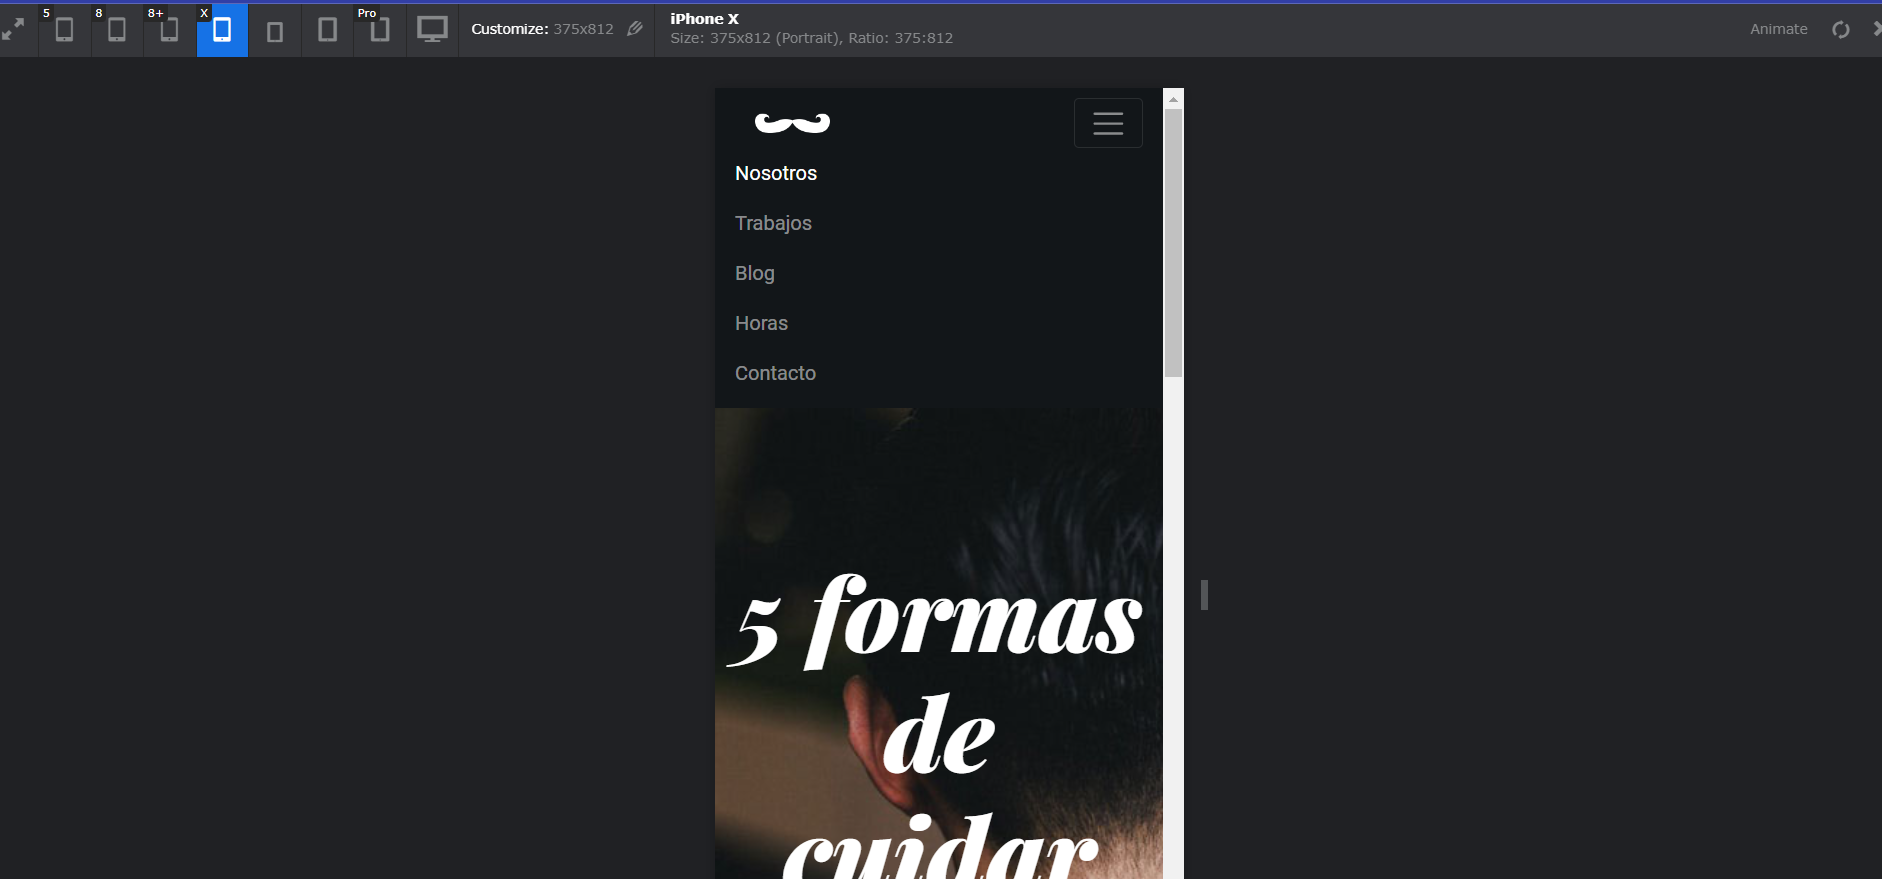 5 8 8+ X Pro
Customize: 375x812
iPhone X
Size: 375x812 (Portrait), Ratio: 375:812
Animate
Nosotros
Trabajos
Blog
Horas
Contacto
5 formas
de
cuidar